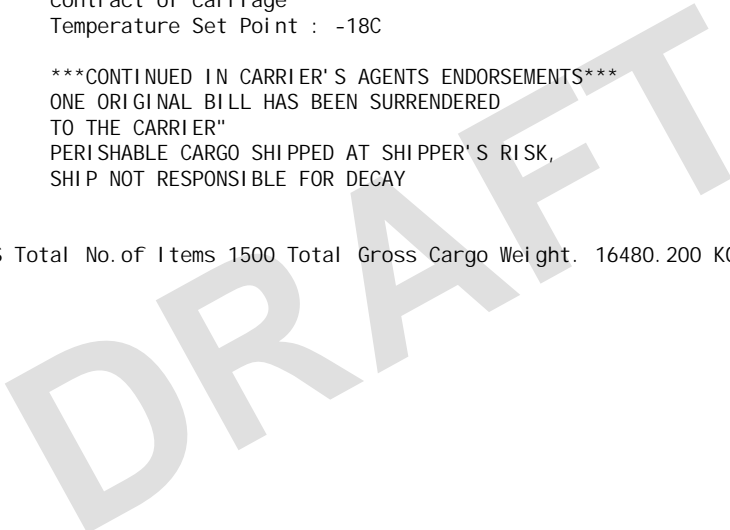 Contract of Carriage
Temperature Set Point : -18C
***CONTINUED IN CARRIER'S AGENTS ENDORSEMENTS***
ONE ORIGINAL BILL HAS BEEN SURRENDERED
TO THE CARRIER"
PERISHABLE CARGO SHIPPED AT SHIPPER'S RISK,
SHIP NOT RESPONSIBLE FOR DECAY
Total No.of Items 1500 Total Gross Cargo Weight. 16480.200
DRAFT